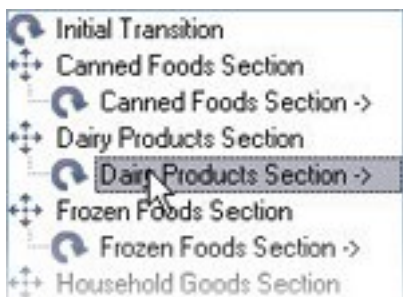 Initial Transition
Canned Foods Section
Canned Foods Section ->
Dairy Products Section
Dairy Products Section ->
Frozen Foods Section
Frozen Foods Section ->
Household Goods Section